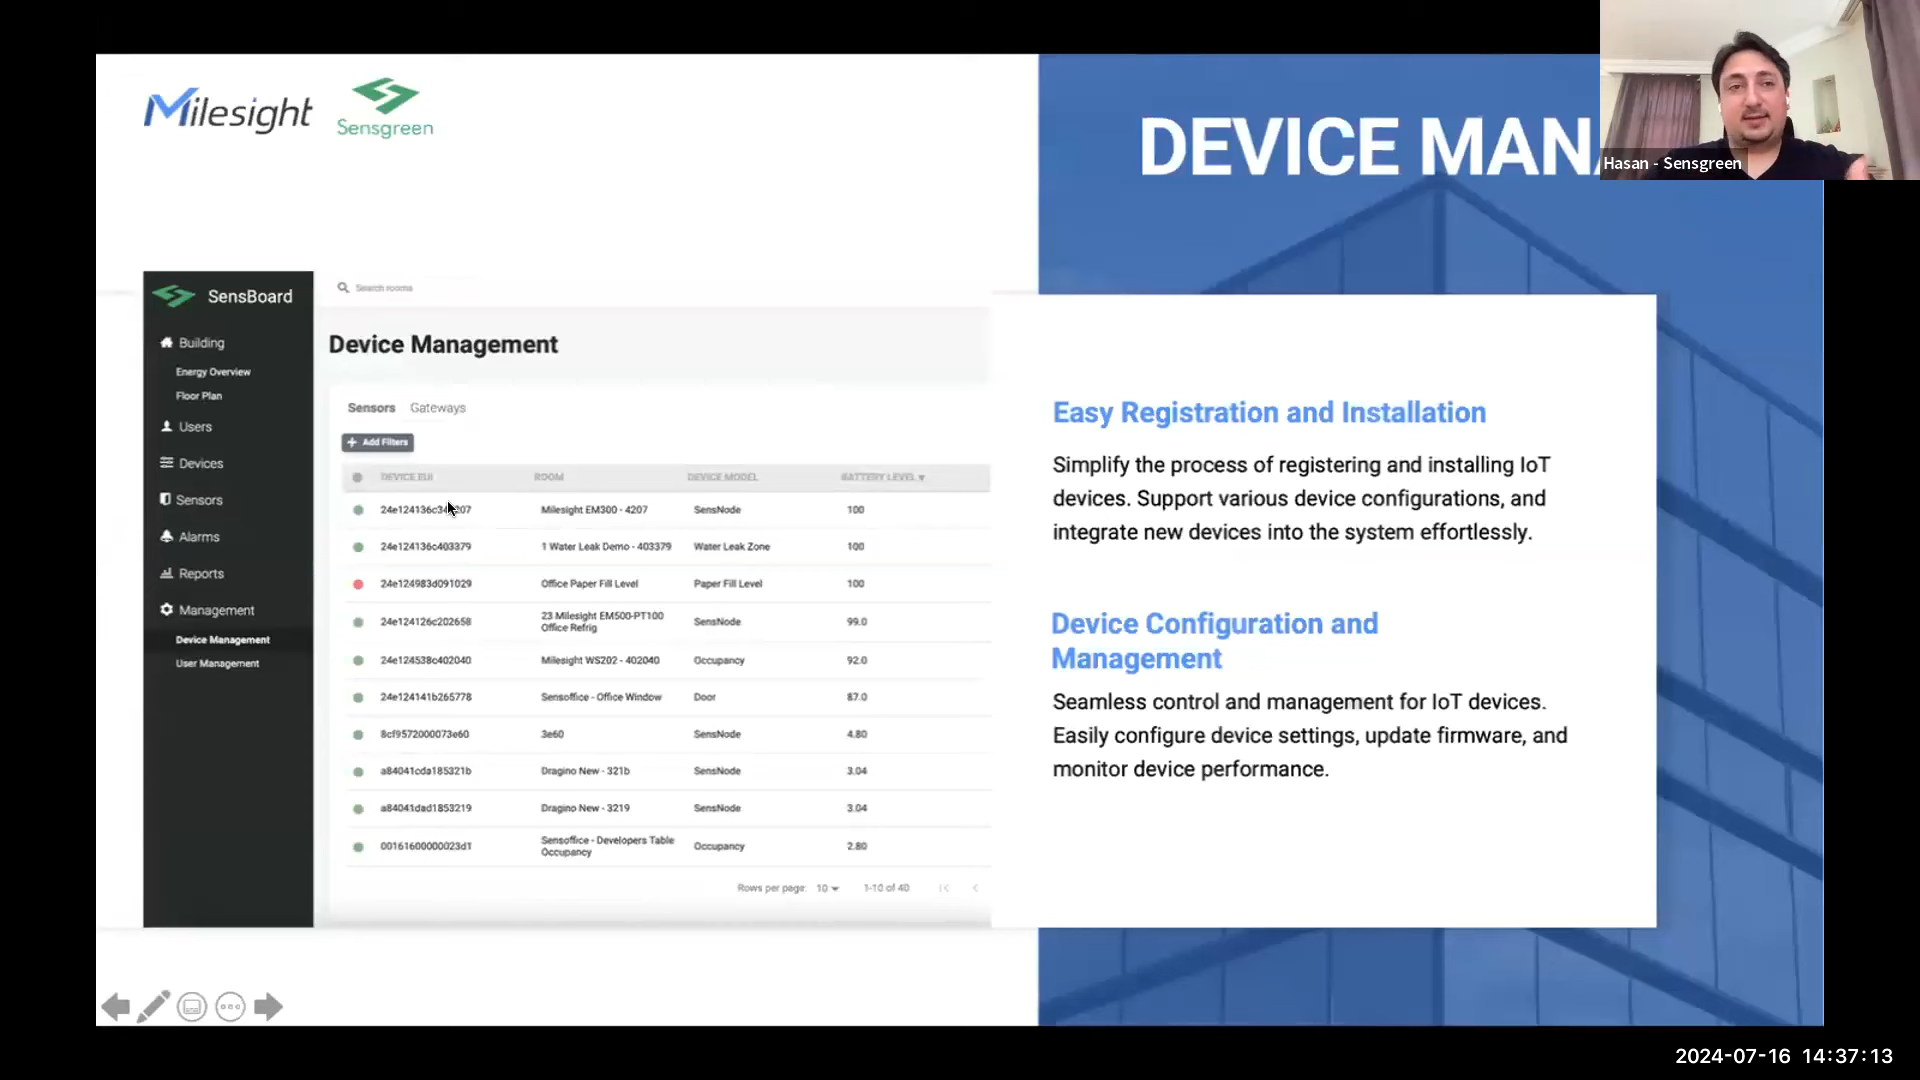 Milesight
Sensgreen
DEVICE MANA
Hasan - Sensgreen
SensBoard
Search rooms
Building
Energy Overview
Floor Plan
Users
Devices
Sensors
Alarms
Reports
Management
Device Management
User Management
Device Management
Sensors Gateways
+ Add Filters
DEVICE EUI ROOM DEVICE MODEL BATTERY LEVEL
Milesight EM300 - 4207 SensNode 100
24e124136c403379 1 Water Leak Demo - 403379 Water Leak Zone 100
24e124983d091029 Office Paper Fill Level Paper Fill Level 100
24e124126c202658 23 Milesight EM500-PT100 SensNode 99.0
Office Refrig
24e124538c402040 Milesight WS202 - 402040 Occupancy 92.0
24e124141b265778 Sensoffice - Office Window Door 87.0
8cf9572000073e60 3e60 SensNode 4.80
a84041cda185321b Dragino New - 321b SensNode 3.04
a84041dad1853219 Dragino New - 3219 SensNode 3.04
00161600000023d1 Sensoffice - Developers Table Occupancy 2.80
Occupancy
Rows per page: 10 1-10 of 40
Easy Registration and Installation
Simplify the process of registering and installing IoT
devices. Support various device configurations, and
integrate new devices into the system effortlessly.
Device Configuration and
Management
Seamless control and management for IoT devices.
Easily configure device settings, update firmware, and
monitor device performance.
2024-07-16 14:37:13